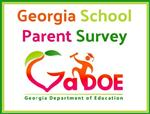 Georgia School
Parent Survey
GaDOE
Georgia Department of Education